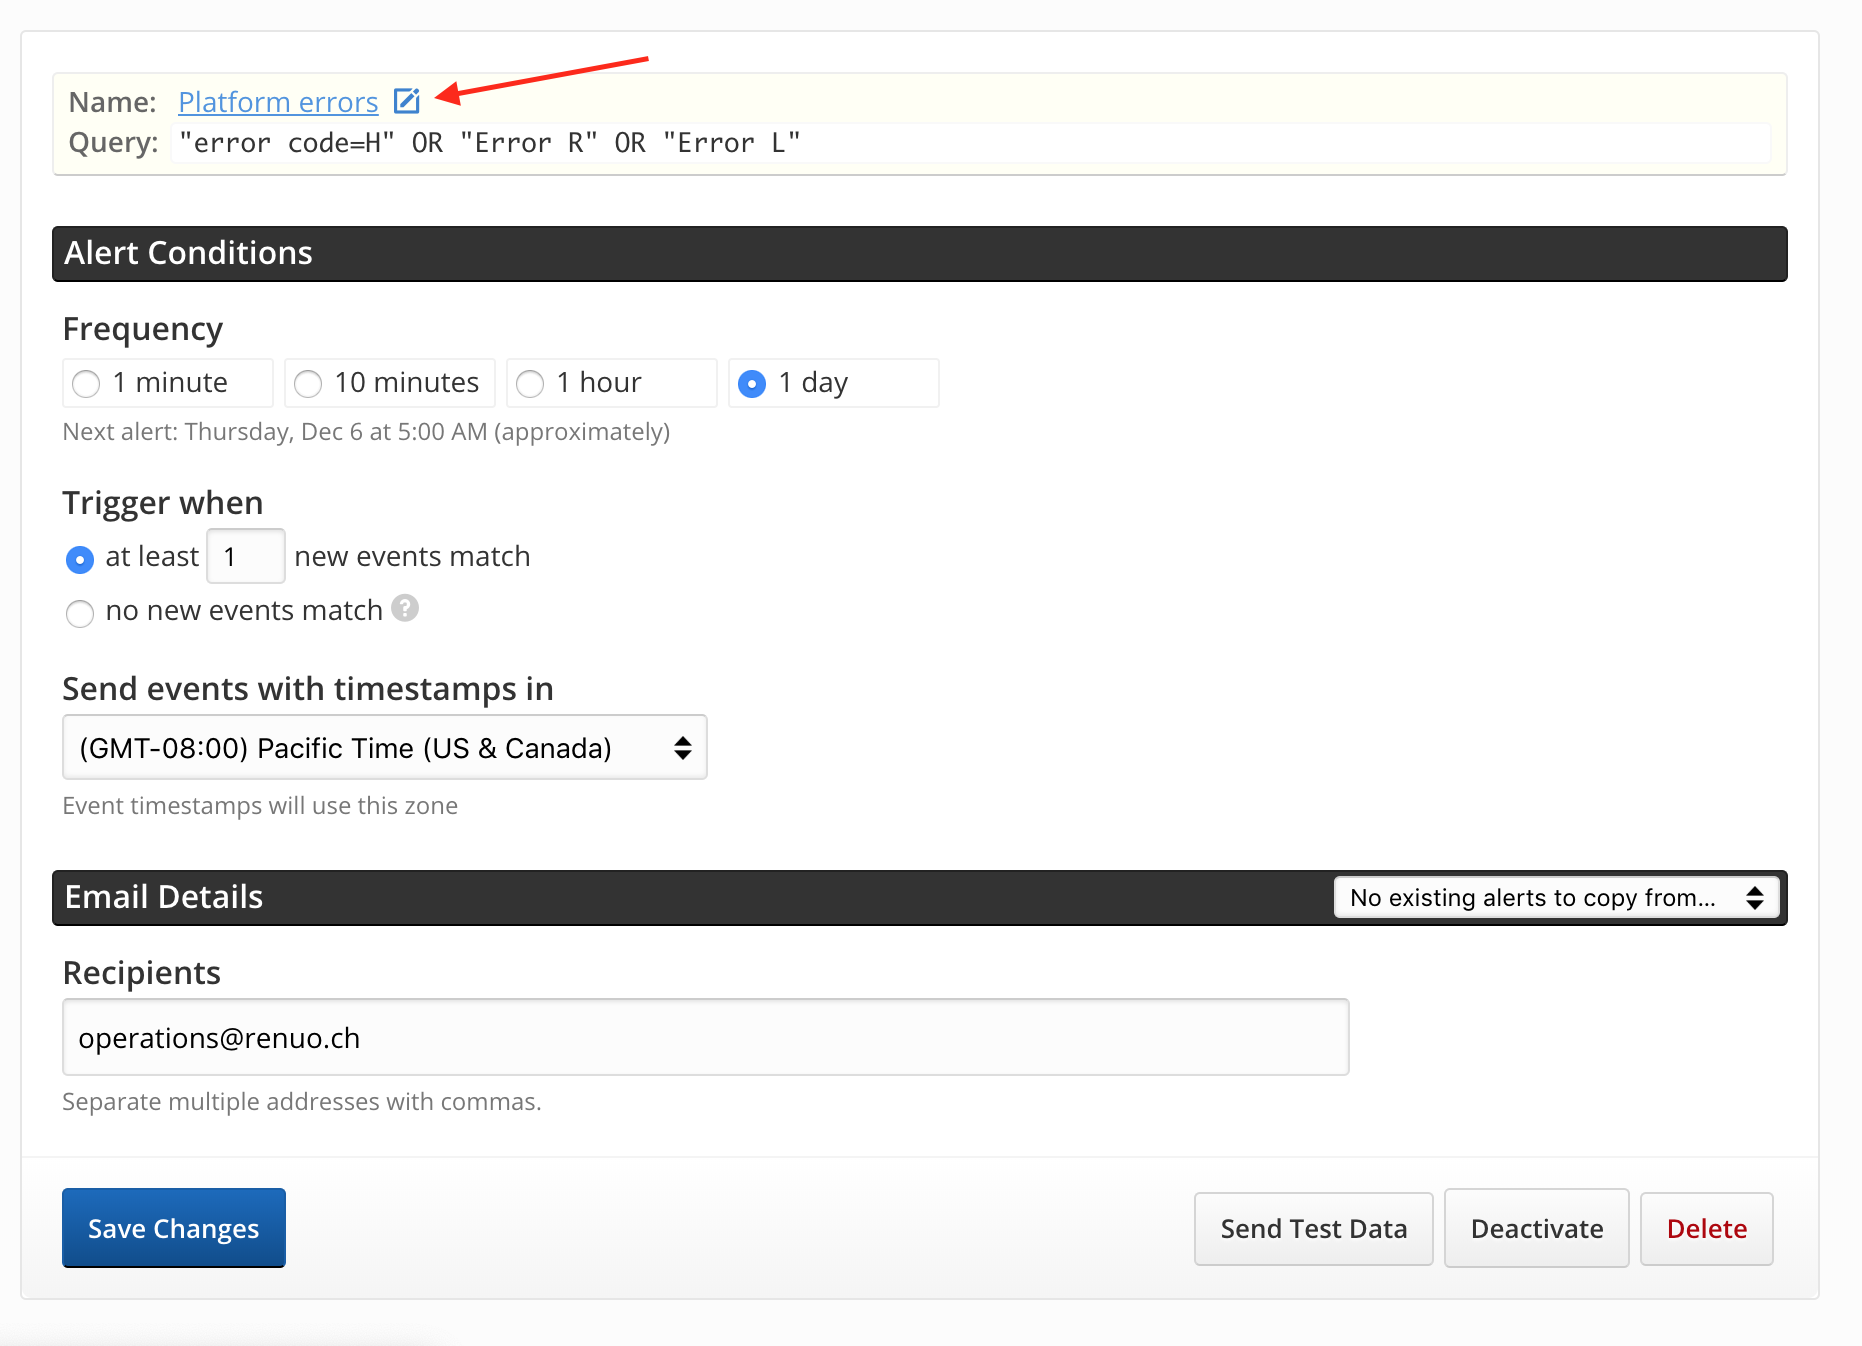 Name: Platform errors
Query: "error code=H" OR "Error R" OR "Error L"
Alert Conditions
Frequency
1 minute 10 minutes 1 hour 1 day
Next alert: Thursday, Dec 6 at 5:00 AM (approximately)
Trigger when
at least 1 new events match
no new events match ?
Send events with timestamps in
(GMT-08:00) Pacific Time (US & Canada)
Event timestamps will use this zone
Email Details No existing alerts to copy from...
Recipients
operations@renuo.ch
Separate multiple addresses with commas.
Save Changes Send Test Data Deactivate Delete